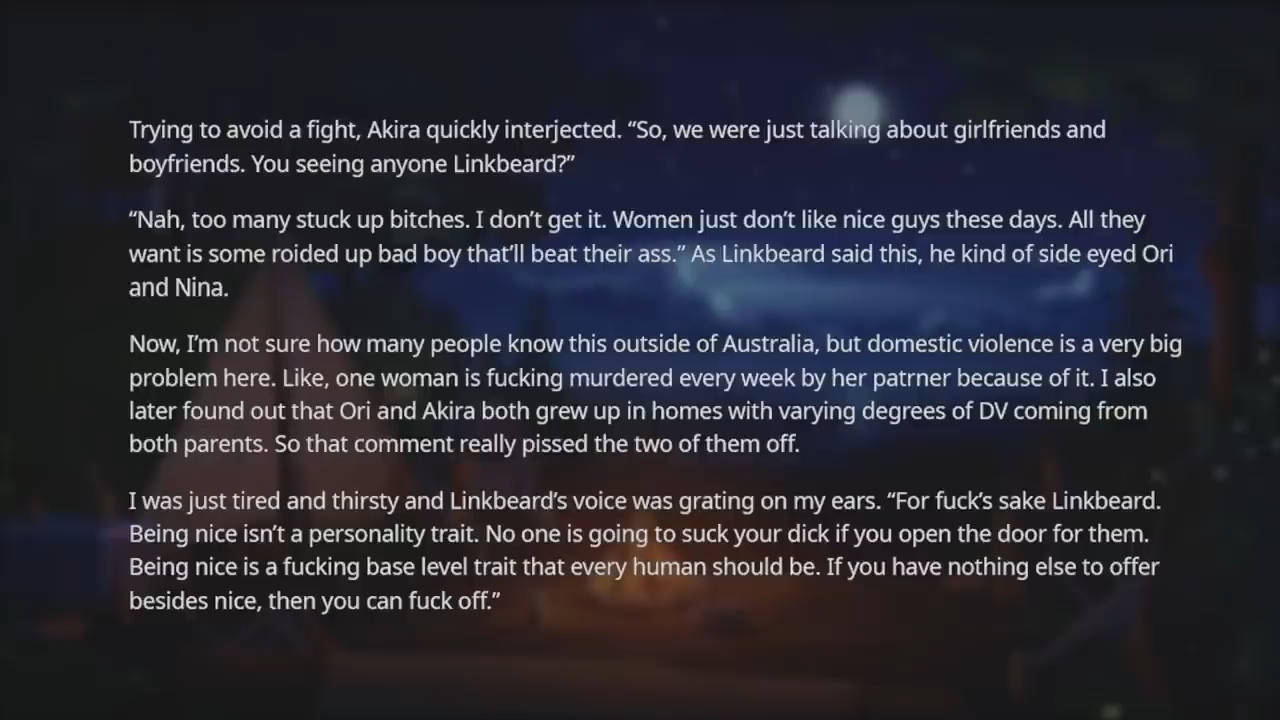 Trying to avoid a fight, Akira quickly interjected. “So, we were just talking about girlfriends and
boyfriends. You seeing anyone Linkbeard?”
“Nah, too many stuck up bitches. I don’t get it. Women just don’t like nice guys these days. All they
want is some roided up bad boy that’ll beat their ass.” As Linkbeard said this, he kind of side eyed Ori
and Nina.
Now, I’m not sure how many people know this outside of Australia, but domestic violence is a very big
problem here. Like, one woman is fucking murdered every week by her patrner because of it. I also
later found out that Ori and Akira both grew up in homes with varying degrees of DV coming from
both parents. So that comment really pissed the two of them off.
I was just tired and thirsty and Linkbeard’s voice was grating on my ears. “For fuck’s sake Linkbeard.
Being nice isn’t a personality trait. No one is going to suck your dick if you open the door for them.
Being nice is a fucking base level trait that every human should be. If you have nothing else to offer
besides nice, then you can fuck off.”